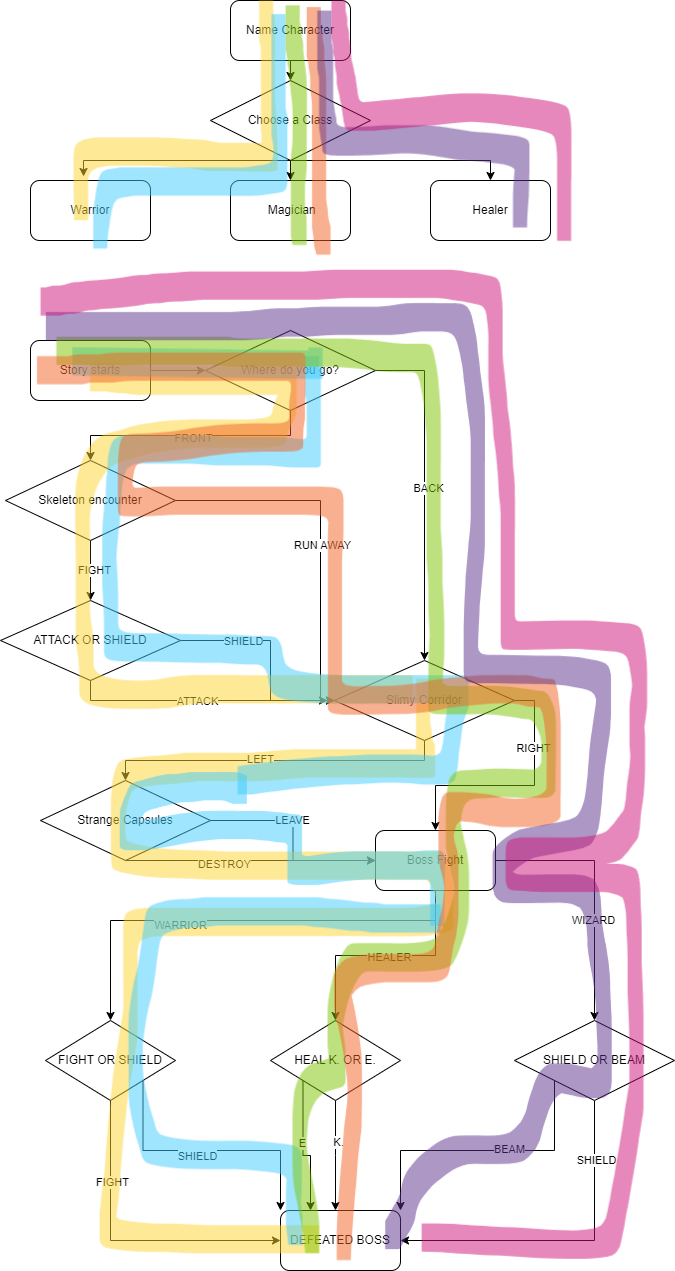 Name Character
Choose a Class
Warrior
Magician
Healer
Story starts
Where do you go?
FRONT
BACK
Skeleton encounter
RUN AWAY
FIGHT
ATTACK OR SHIELD
SHIELD
ATTACK
Slimy Corridor
RIGHT
LEFT
Strange Capsules
LEAVE
DESTROY
Boss Fight
WARRIOR
WIZARD
HEALER
FIGHT OR SHIELD
HEAL K. OR E.
SHIELD OR BEAM
E.
K.
BEAM
SHIELD
SHIELD
FIGHT
DEFEATED BOSS